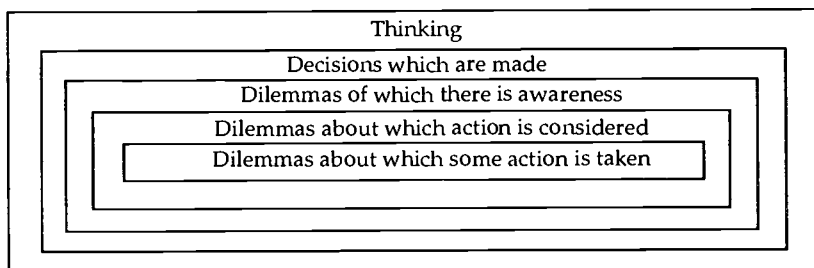 Thinking
Decisions which are made
Dilemmas of which there is awareness
Dilemmas about which action is considered
Dilemmas about which some action is taken